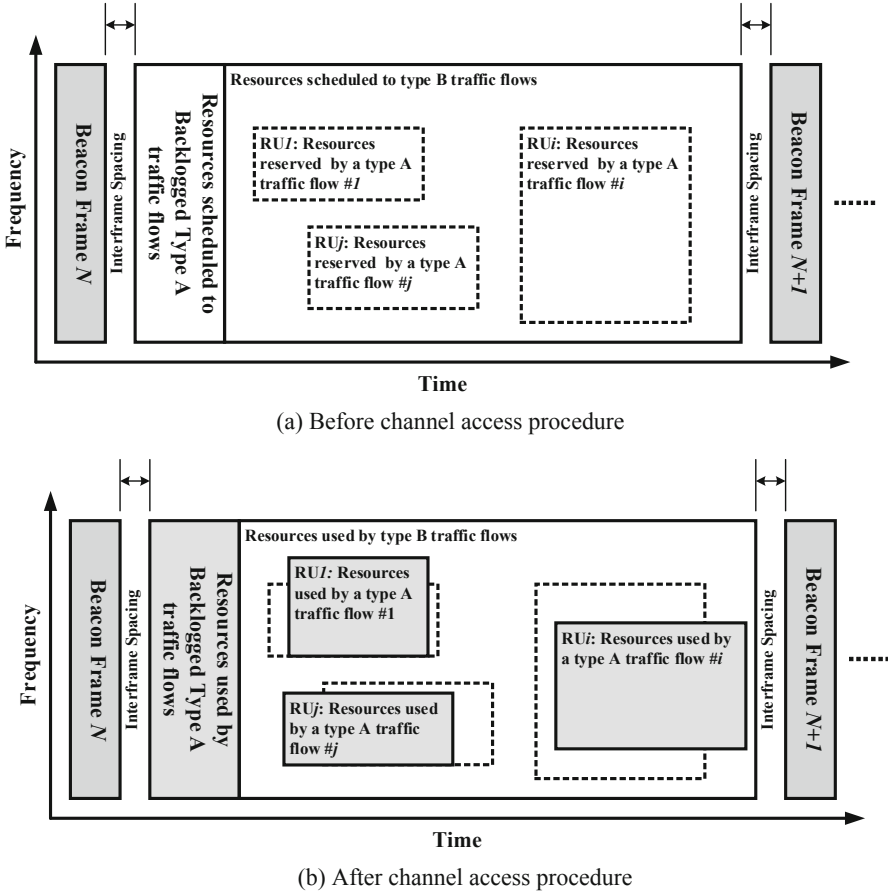 Frequency
Beacon Frame N
Interframe Spacing
Resources scheduled to
Backlogged Type A
traffic flows
Resources scheduled to type B traffic flows
RU1: Resources
reserved by a type A
traffic flow #1
RUj: Resources
reserved by a type A
traffic flow #j
RUi: Resources
reserved by a type A
traffic flow #i
Interframe Spacing
Beacon Frame N+1
Time
(a) Before channel access procedure
Frequency
Beacon Frame N
Interframe Spacing
Resources used by
Backlogged Type A
traffic flows
Resources used by type B traffic flows
RU1: Resources
used by a type A
traffic flow #1
RUj: Resources used
by a type A traffic
flow #j
RUi: Resources used by
a type A traffic flow #i
Interframe Spacing
Beacon Frame N+1
Time
(b) After channel access procedure